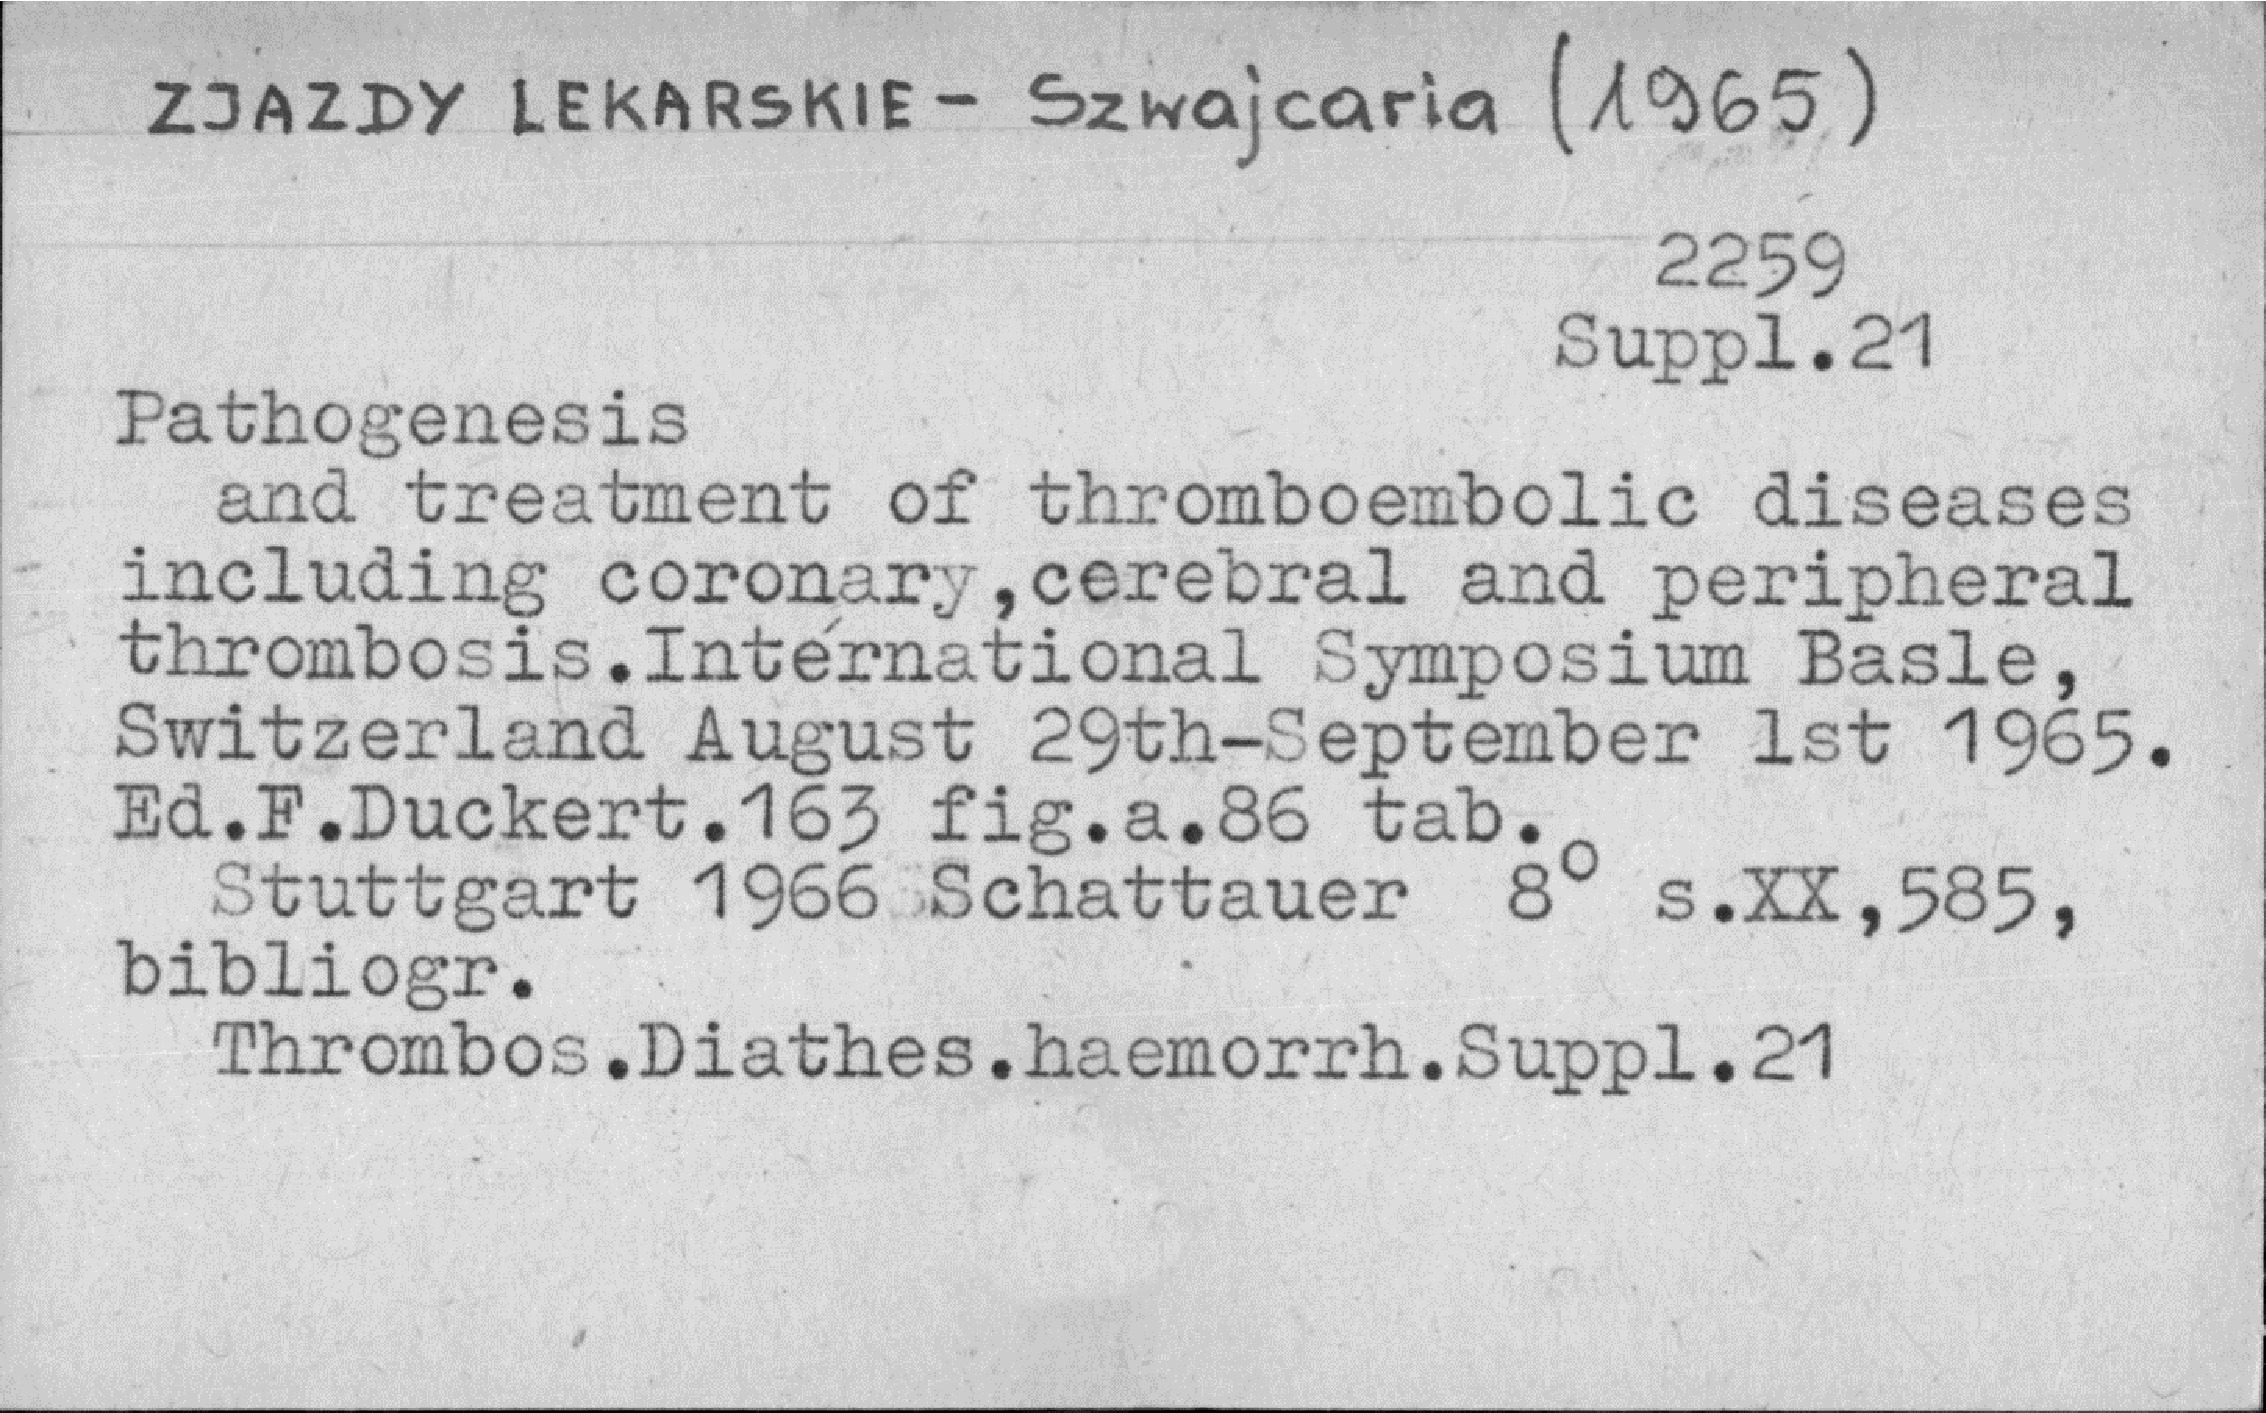 ZJAZDY LEKARSKIE - Szwajcaria (1965)
2259
Suppl.21
Pathogenesis
and treatment of thromboembolic diseases
including coronary,cerebral and peripheral
thrombosis.International Symposium Basle,
Switzerland August 29th-September 1st 1965.
Ed.F.Duckert.163 fig.a.86 tab.
Stuttgart 1966 Schattauer 8° s.XX,585,
bibliogr.
Thrombos.Diathes.haemorrh.Suppl.21